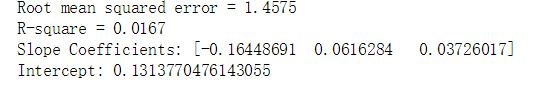 Root mean squared error = 1.4575
R-square = 0.0167
Slope Coefficients: [-0.16448691  0.0616284   0.03726017]
Intercept: 0.1313770476143055